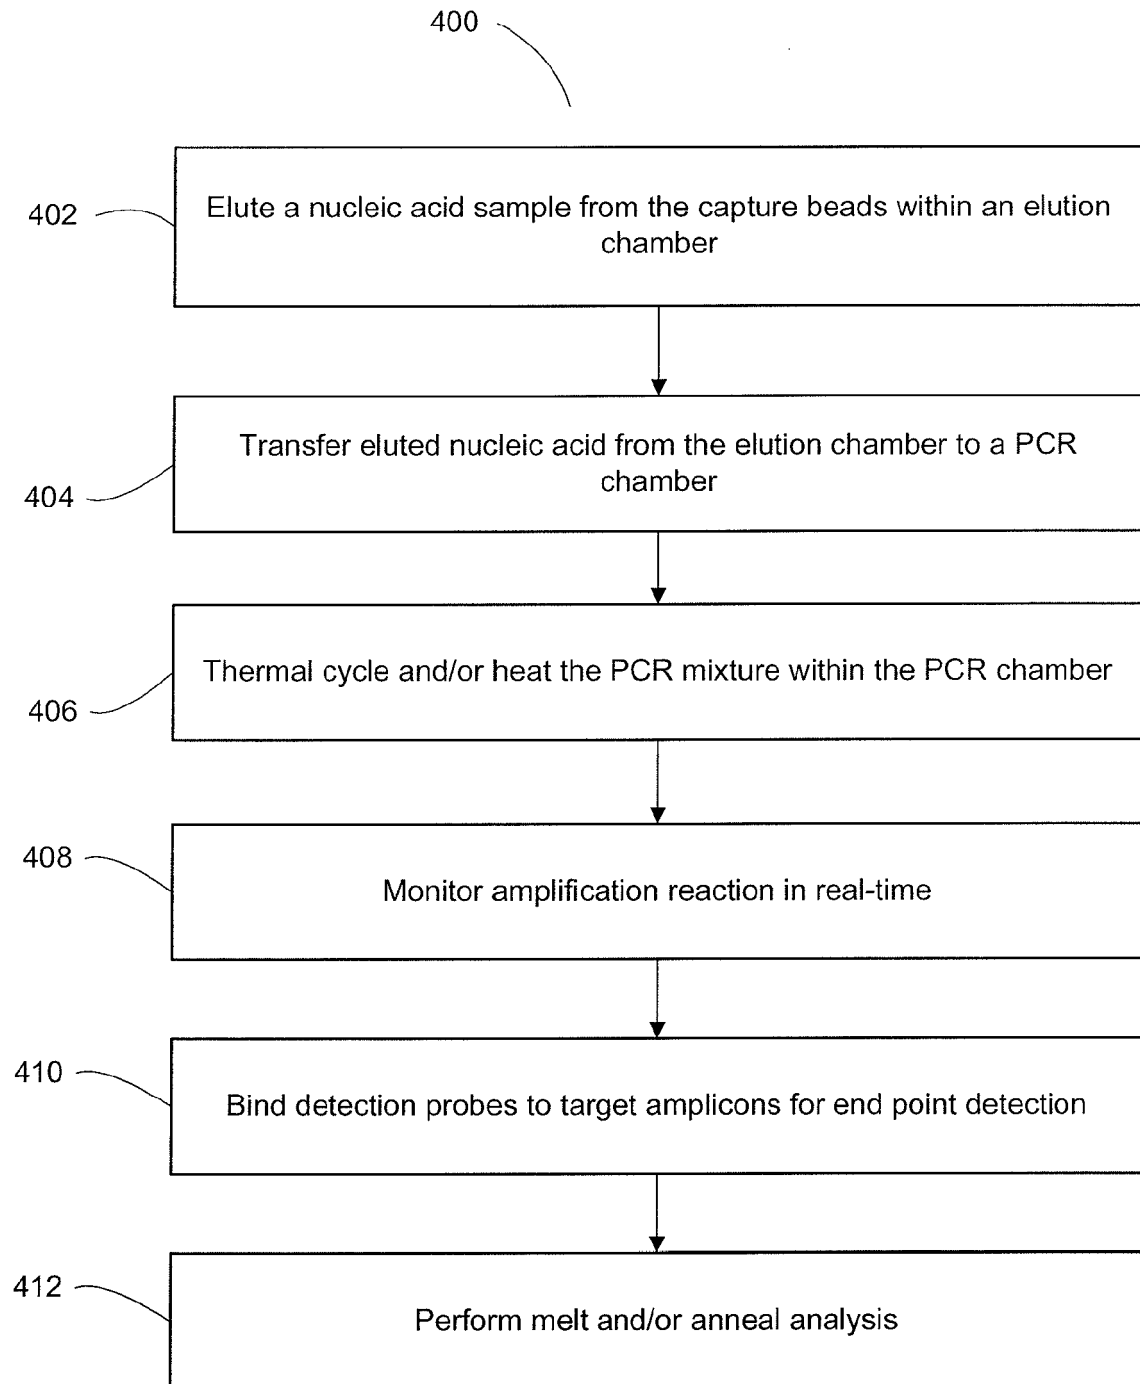 400
402
Elute a nucleic acid sample from the capture beads within an elution
chamber
404
Transfer eluted nucleic acid from the elution chamber to a PCR
chamber
406
Thermal cycle and/or heat the PCR mixture within the PCR chamber
408
Monitor amplification reaction in real-time
410
Bind detection probes to target amplicons for end point detection
412
Perform melt and/or anneal analysis